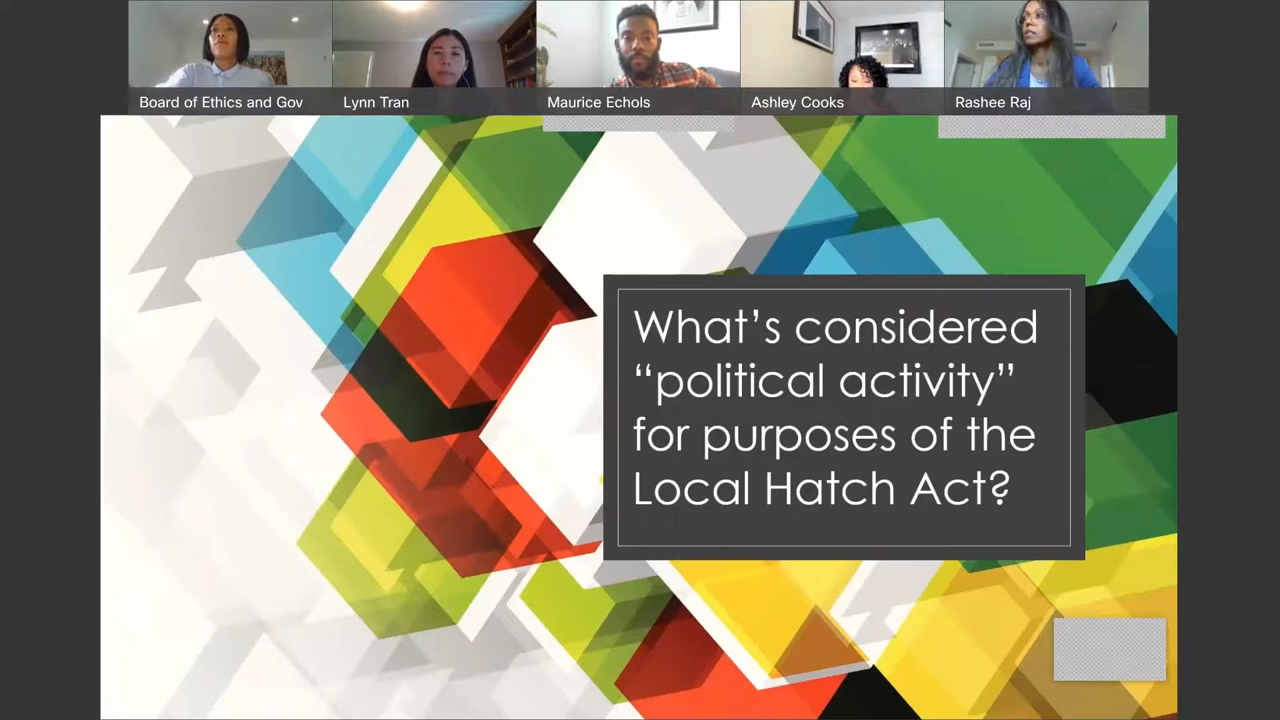 Board of Ethics and Gov
Lynn Tran
Maurice Echols
Ashley Cooks
Rashee Raj
What’s considered
“political activity”
for purposes of the
Local Hatch Act?